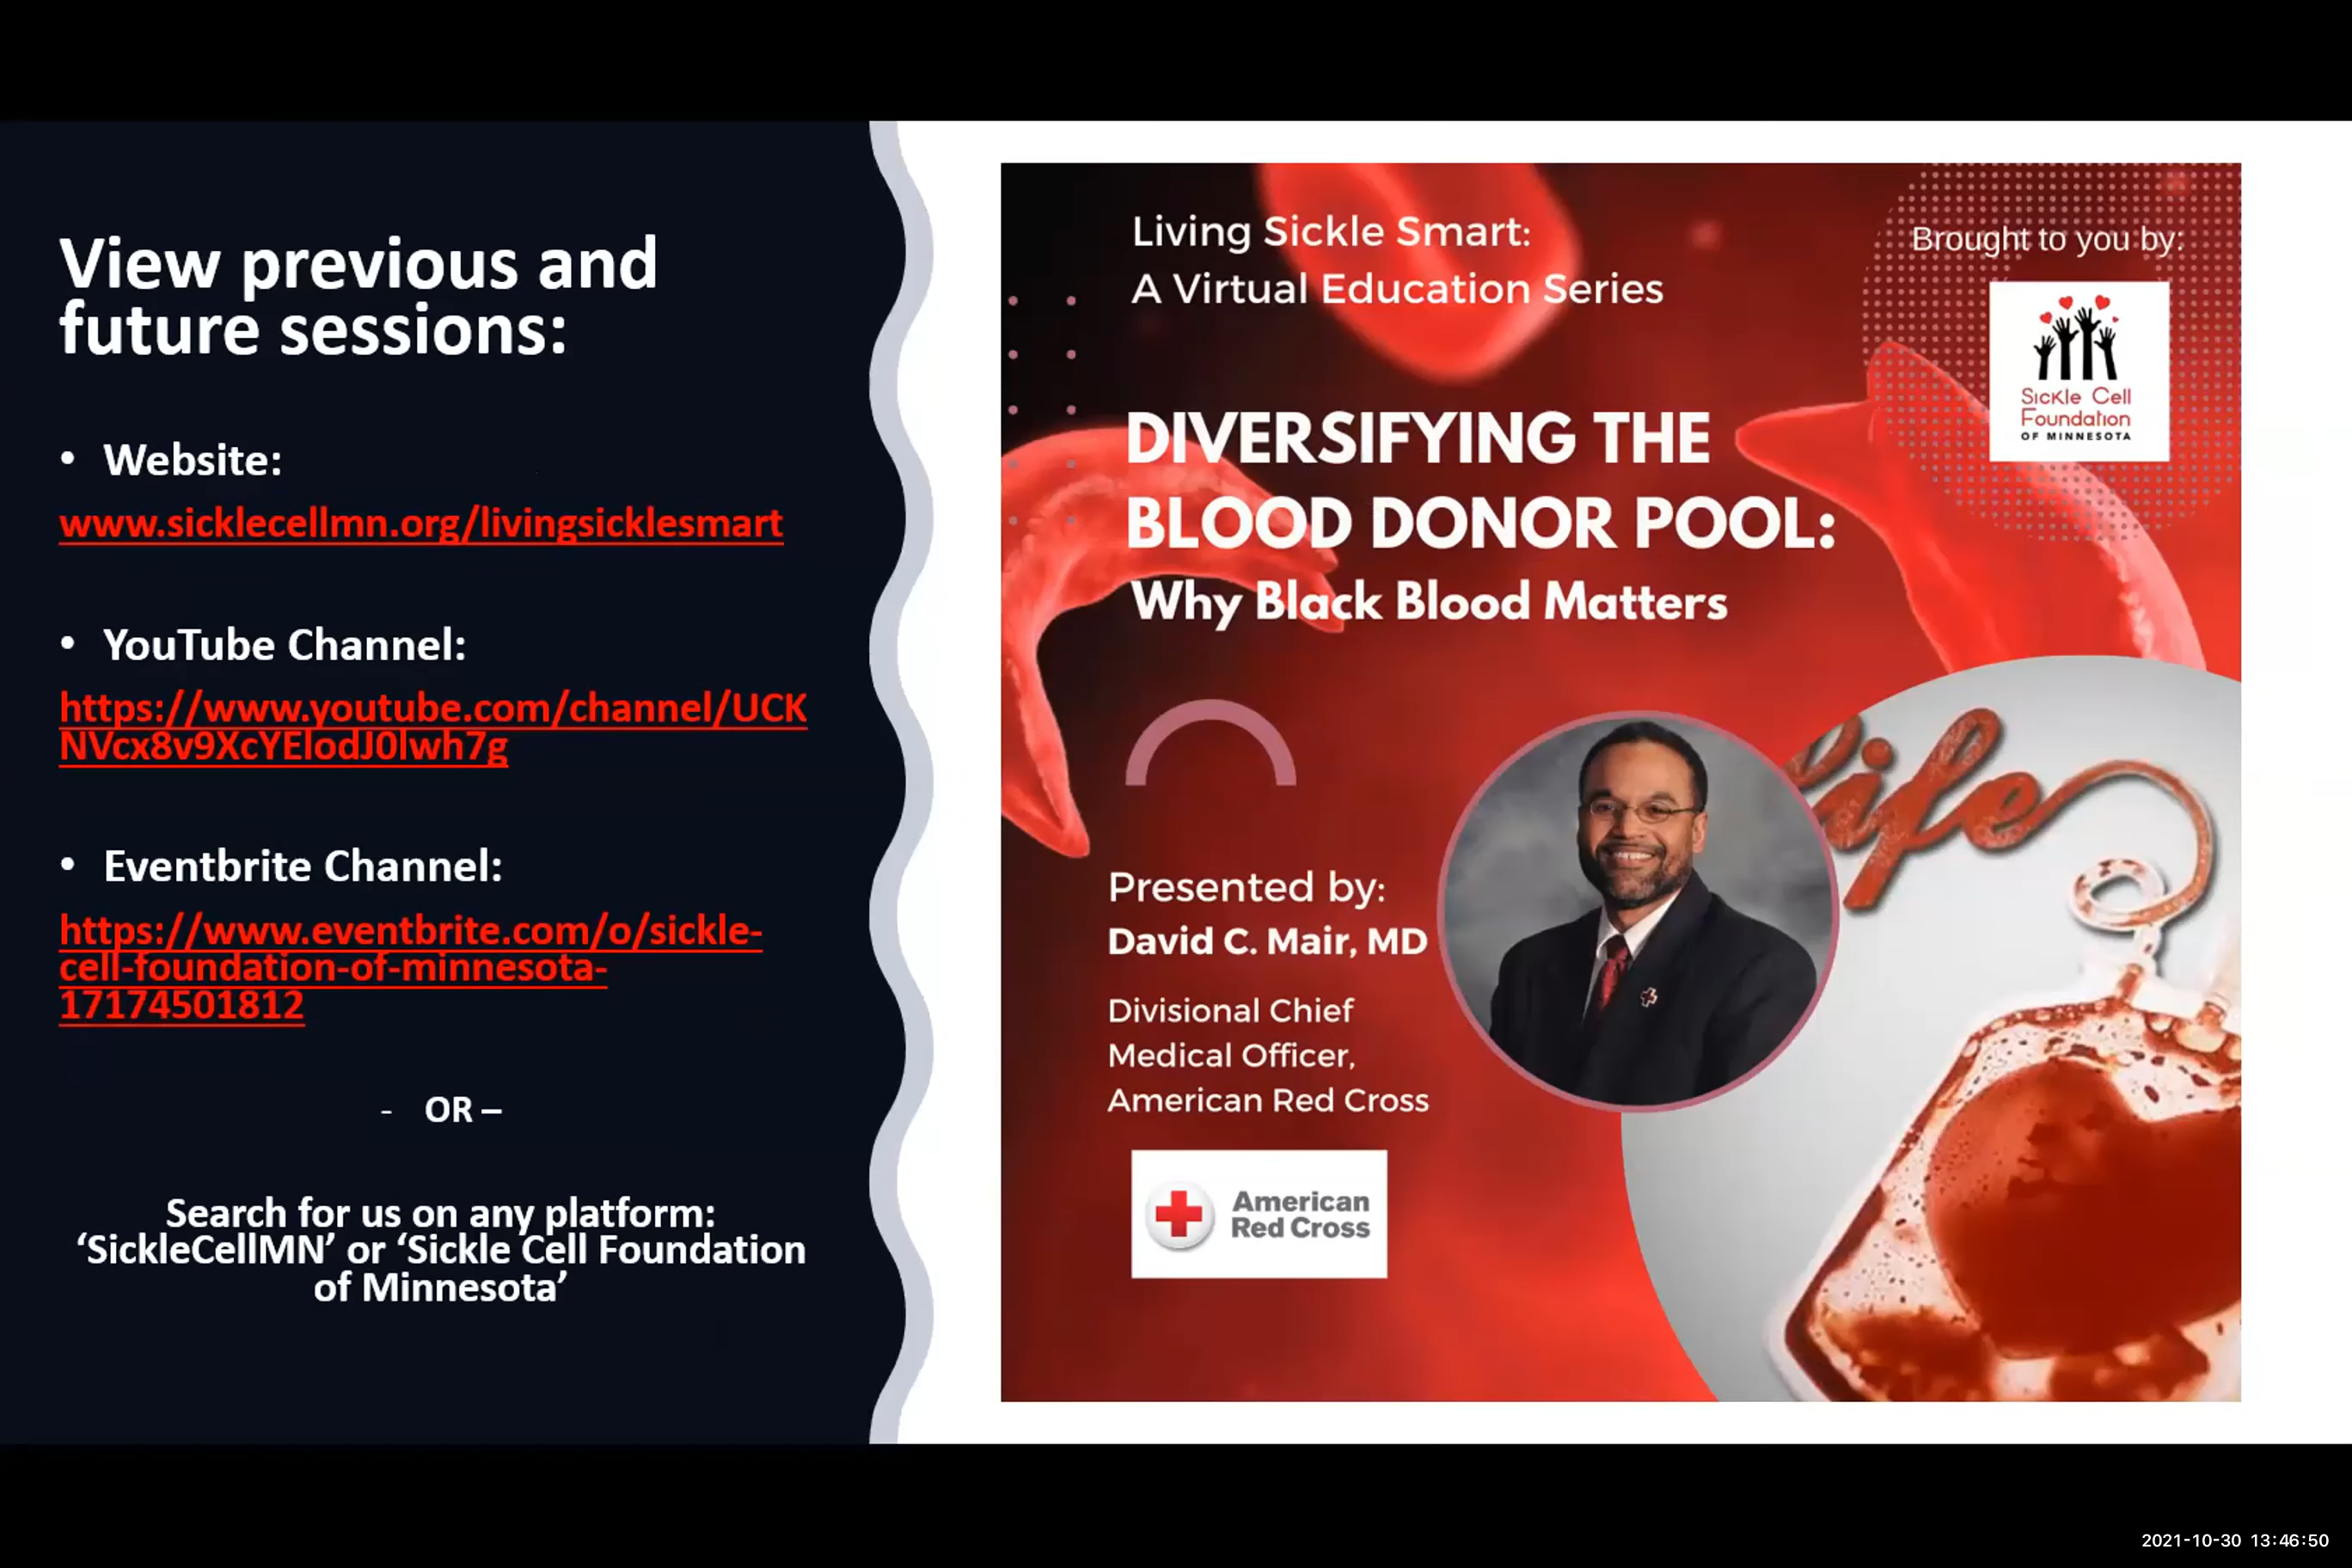 View previous and
future sessions:
• Website:
www.sicklecellmn.org/livingsicklesmart
• YouTube Channel:
https://www.youtube.com/channel/UCK
NVcx8v9XcYElodJ0lwh7g
• Eventbrite Channel:
https://www.eventbrite.com/o/sickle-
cell-foundation-of-minnesota-
17174501812
- OR –
Search for us on any platform:
‘SickleCellMN’ or ‘Sickle Cell Foundation
of Minnesota’
Living Sickle Smart:
A Virtual Education Series
Brought to you by:
Sickle Cell
Foundation
OF MINNESOTA
DIVERSIFYING THE
BLOOD DONOR POOL:
Why Black Blood Matters
life
Presented by:
David C. Mair, MD
Divisional Chief
Medical Officer,
American Red Cross
American
Red Cross
2021-10-30 13:46:50